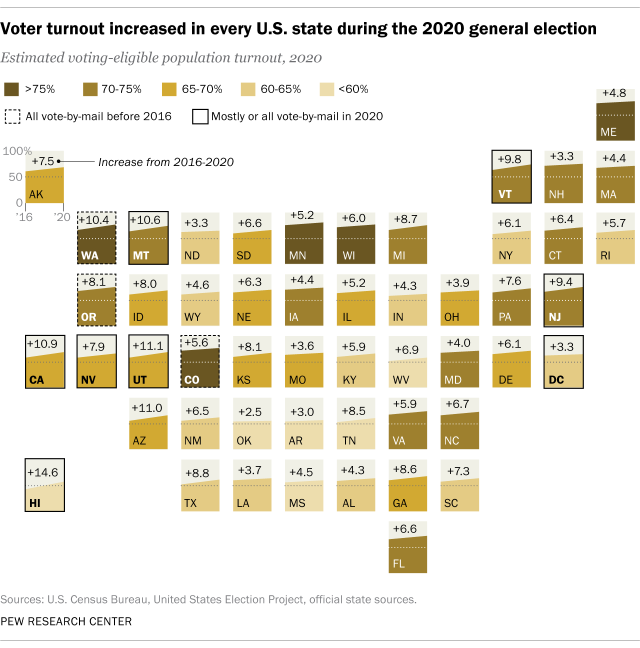 Voter turnout increased in every U.S. state during the 2020 general election
Estimated voting-eligible population turnout, 2020
>75% 70-75% 65-70% 60-65% <60%
All vote-by-mail before 2016 Mostly or all vote-by-mail in 2020
+4.8
ME
100%
50
0
'16 '20
+7.5 Increase from 2016-2020
AK
+9.8 +3.3 +4.4
VT NH MA
+10.4 +10.6 +3.3 +6.6 +5.2 +6.0 +8.7 +6.1 +6.4 +5.7
WA MT ND SD MN WI MI NY CT RI
+8.1 +8.0 +4.6 +6.3 +4.4 +5.2 +4.3 +3.9 +7.6 +9.4
OR ID WY NE IA IL IN OH PA NJ
+10.9 +7.9 +11.1 +5.6 +8.1 +3.6 +5.9 +6.9 +4.0 +6.1 +3.3
CA NV UT CO KS MO KY WV MD DE DC
+11.0 +6.5 +2.5 +3.0 +8.5 +5.9 +6.7
AZ NM OK AR TN VA NC
+14.6 +8.8 +3.7 +4.5 +4.3 +8.6 +7.3
HI TX LA MS AL GA SC
+6.6
FL
Sources: U.S. Census Bureau, United States Election Project, official state sources.
PEW RESEARCH CENTER